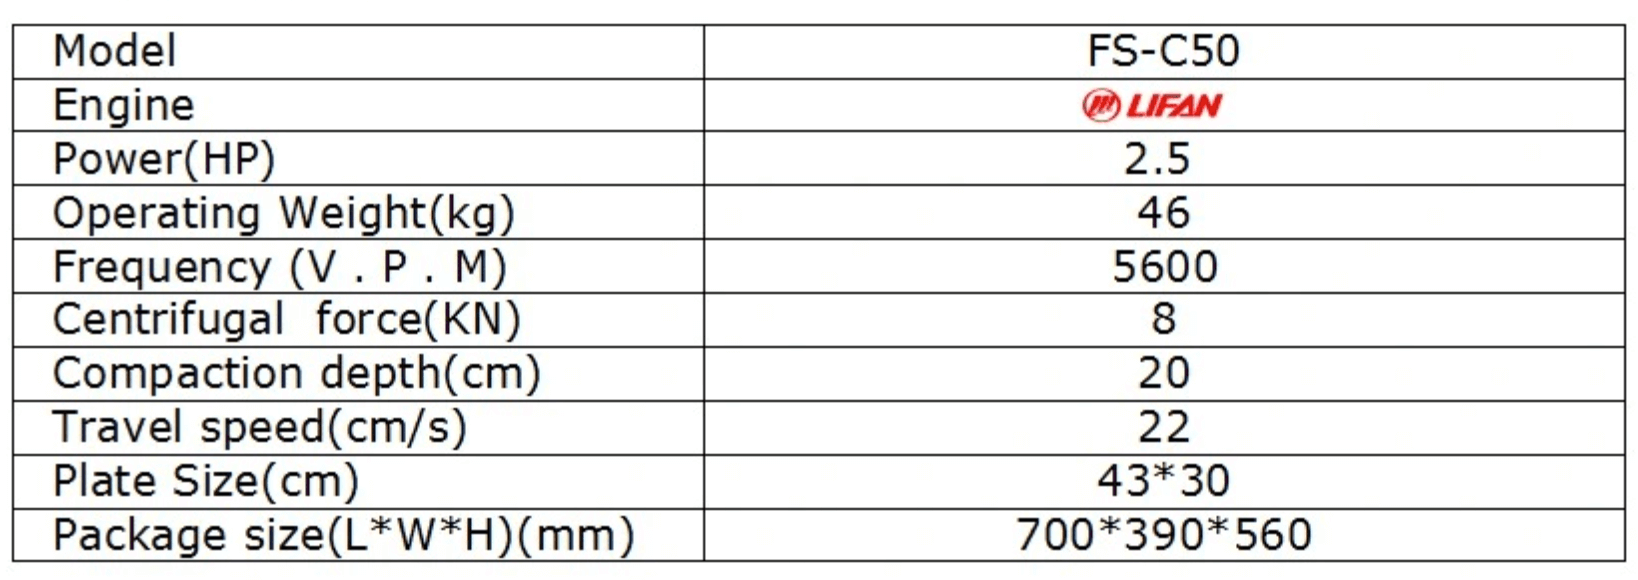 Model FS-C50
Engine LIFAN
Power(HP) 2.5
Operating Weight(kg) 46
Frequency (V . P . M) 5600
Centrifugal  force(KN) 8
Compaction depth(cm) 20
Travel speed(cm/s) 22
Plate Size(cm) 43*30
Package size(L*W*H)(mm) 700*390*560